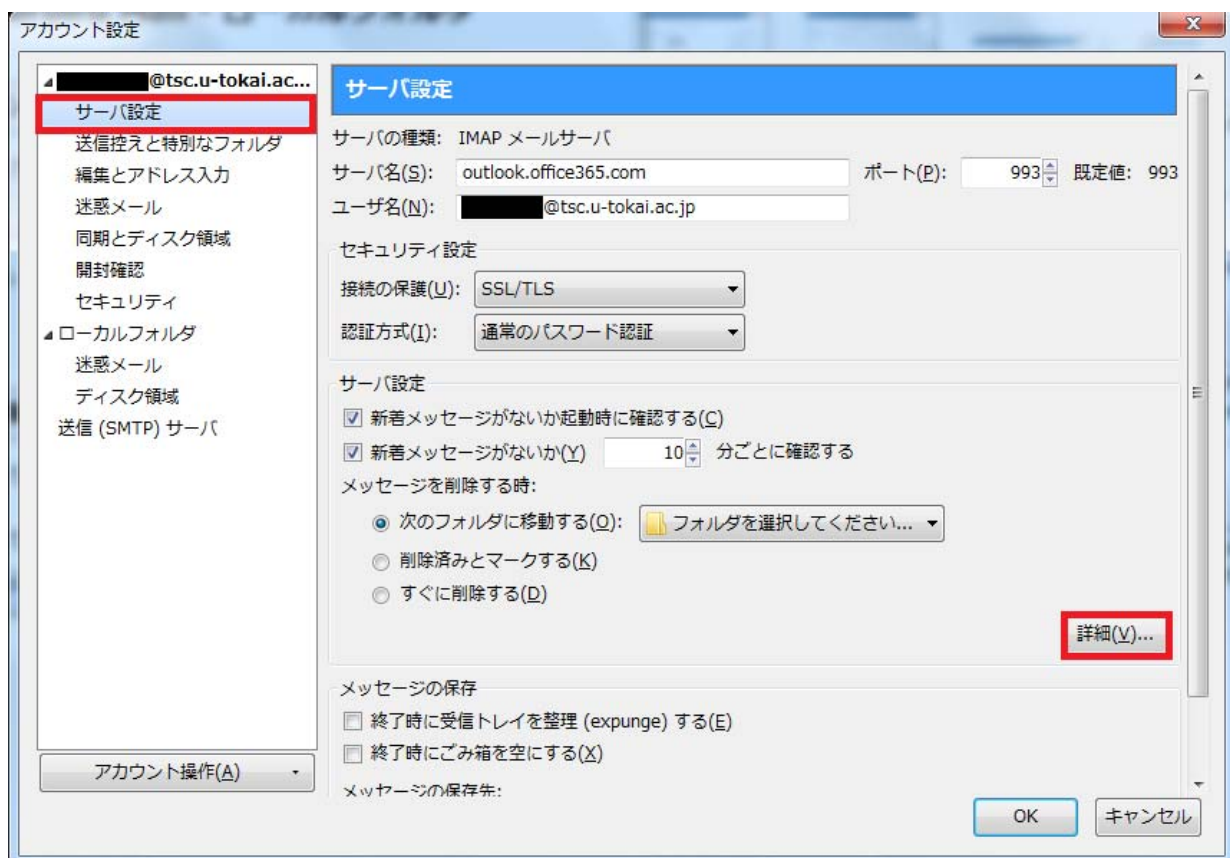 アカウント設定
@tsc.u-tokai.ac...
サーバ設定
送信控えと特別なフォルダ
編集とアドレス入力
迷惑メール
同期とディスク領域
開封確認
セキュリティ
ローカルフォルダ
迷惑メール
ディスク領域
送信 (SMTP) サーバ
アカウント操作(A)
サーバ設定
サーバの種類: IMAP メールサーバ
サーバ名(S): outlook.office365.com ポート(P): 993 既定値: 993
ユーザ名(N): @tsc.u-tokai.ac.jp
セキュリティ設定
接続の保護(U): SSL/TLS
認証方式(I): 通常のパスワード認証
サーバ設定
新着メッセージがないか起動時に確認する(C)
新着メッセージがないか(Y) 10 分ごとに確認する
メッセージを削除する時:
次のフォルダに移動する(O): フォルダを選択してください...
削除済みとマークする(K)
すぐに削除する(D)
詳細(V)...
メッセージの保存
終了時に受信トレイを整理 (expunge) する(E)
終了時にごみ箱を空にする(X)
メッセージの保存先:
OK キャンセル